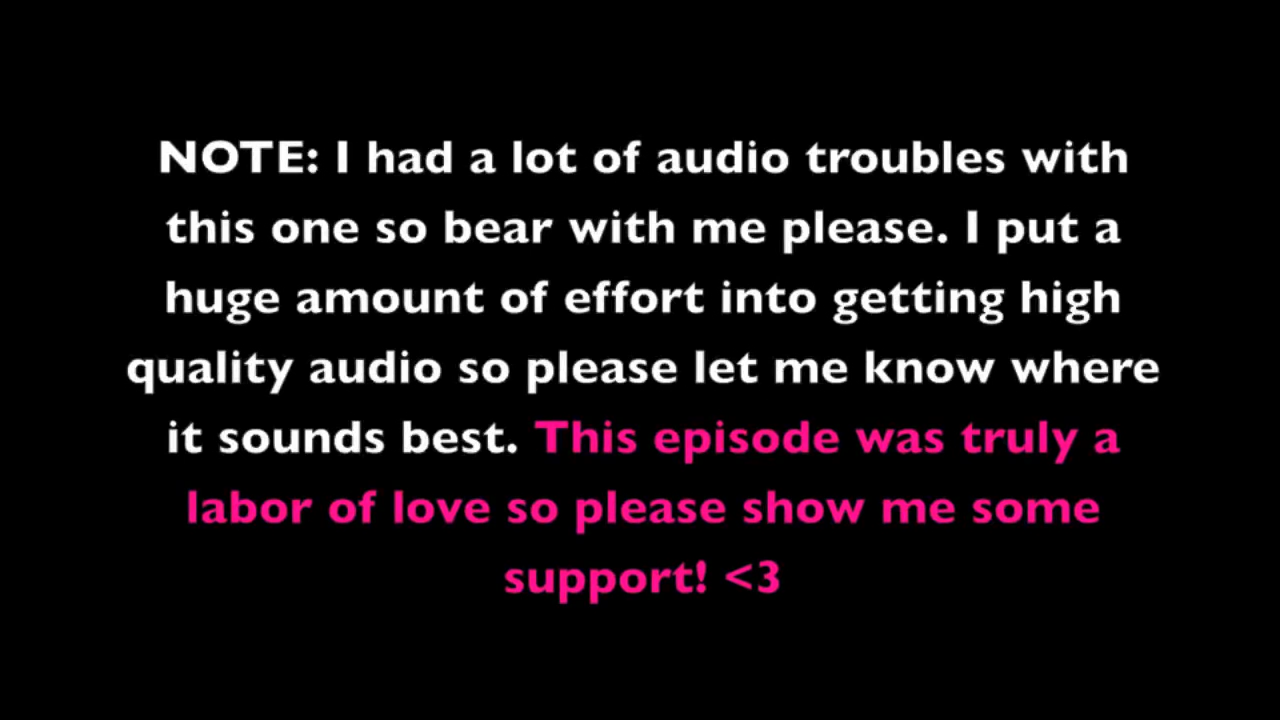 NOTE: I had a lot of audio troubles with
this one so bear with me please. I put a
huge amount of effort into getting high
quality audio so please let me know where
it sounds best. This episode was truly a
labor of love so please show me some
support! <3